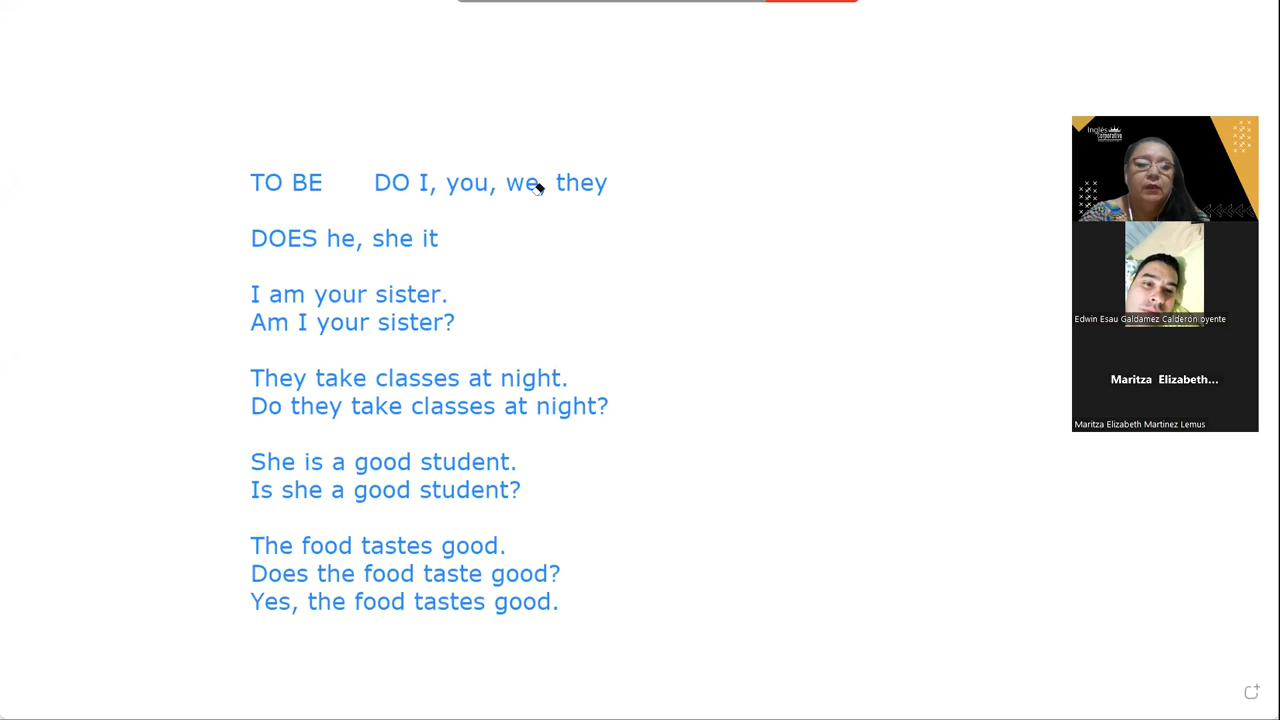 TO BE DO I, you, we, they
DOES he, she it
I am your sister.
Am I your sister?
They take classes at night.
Do they take classes at night?
She is a good student.
Is she a good student?
The food tastes good.
Does the food taste good?
Yes, the food tastes good.
Inglés
Corporativo
Edwin Esau Galdamez Calderón oyente
Maritza Elizabeth...
Maritza Elizabeth Martinez Lemus